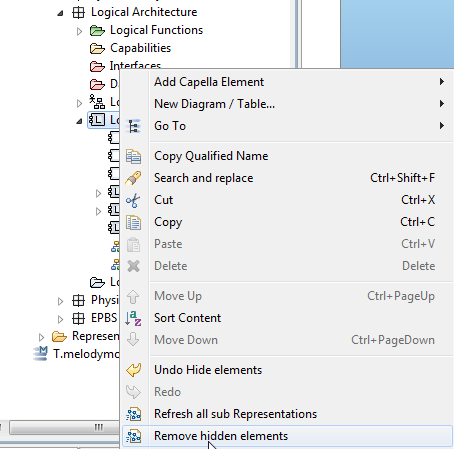 Logical Architecture
Logical Functions
Capabilities
Interfaces
Add Capella Element
New Diagram / Table...
Go To
Copy Qualified Name
Search and replace Ctrl+Shift+F
Cut Ctrl+X
Copy Ctrl+C
Paste Ctrl+V
Delete Delete
Move Up Ctrl+PageUp
Sort Content
Move Down Ctrl+PageDown
Undo Hide elements
Redo
Refresh all sub Representations
Remove hidden elements
D
Lo
Lo
Lo
Physi
EPBS
Represen
T.melodymo